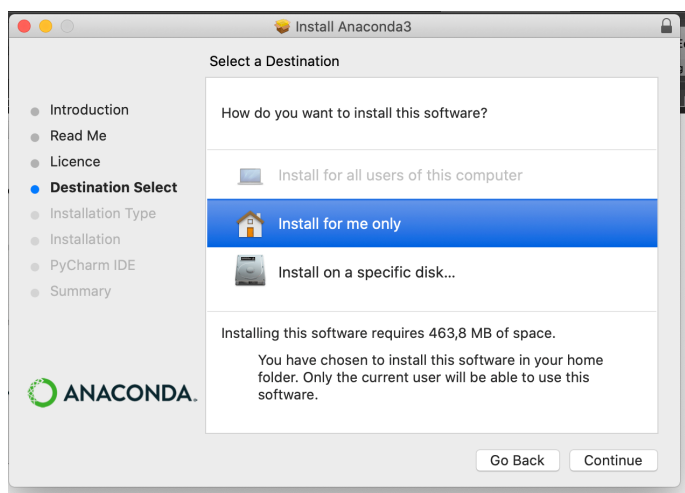 Install Anaconda3
Select a Destination
Introduction
Read Me
Licence
Destination Select
Installation Type
Installation
PyCharm IDE
Summary
ANACONDA.
How do you want to install this software?
Install for all users of this computer
Install for me only
Install on a specific disk...
Installing this software requires 463,8 MB of space.
You have chosen to install this software in your home
folder. Only the current user will be able to use this
software.
Go Back
Continue